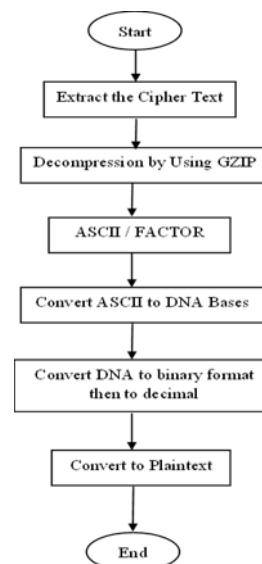 Start
Extract the Cipher Text
Decompression by Using GZIP
ASCII / FACTOR
Convert ASCII to DNA Bases
Convert DNA to binary format
then to decimal
Convert to Plaintext
End